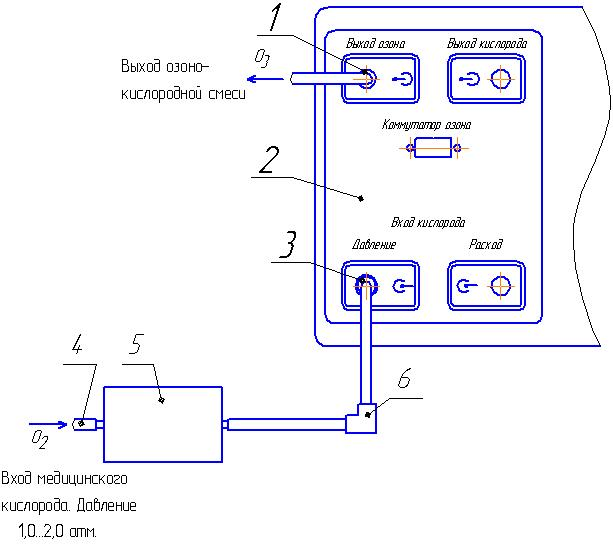 1
Выход озона
Выход кислорода
O3
Выход озоно-
кислородной смеси
Коммутатор озона
2
Вход кислорода
3
Давление
Расход
4
5
6
O2
Вход медицинского
кислорода. Давление
1,0...2,0 атм.